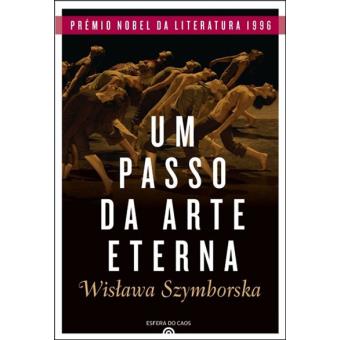 PRÉMIO NOBEL DA LITERATURA 1996
UM
PASSO
DA ARTE
ETERNA
Wisława Szymborska
ESFERA DO CAOS